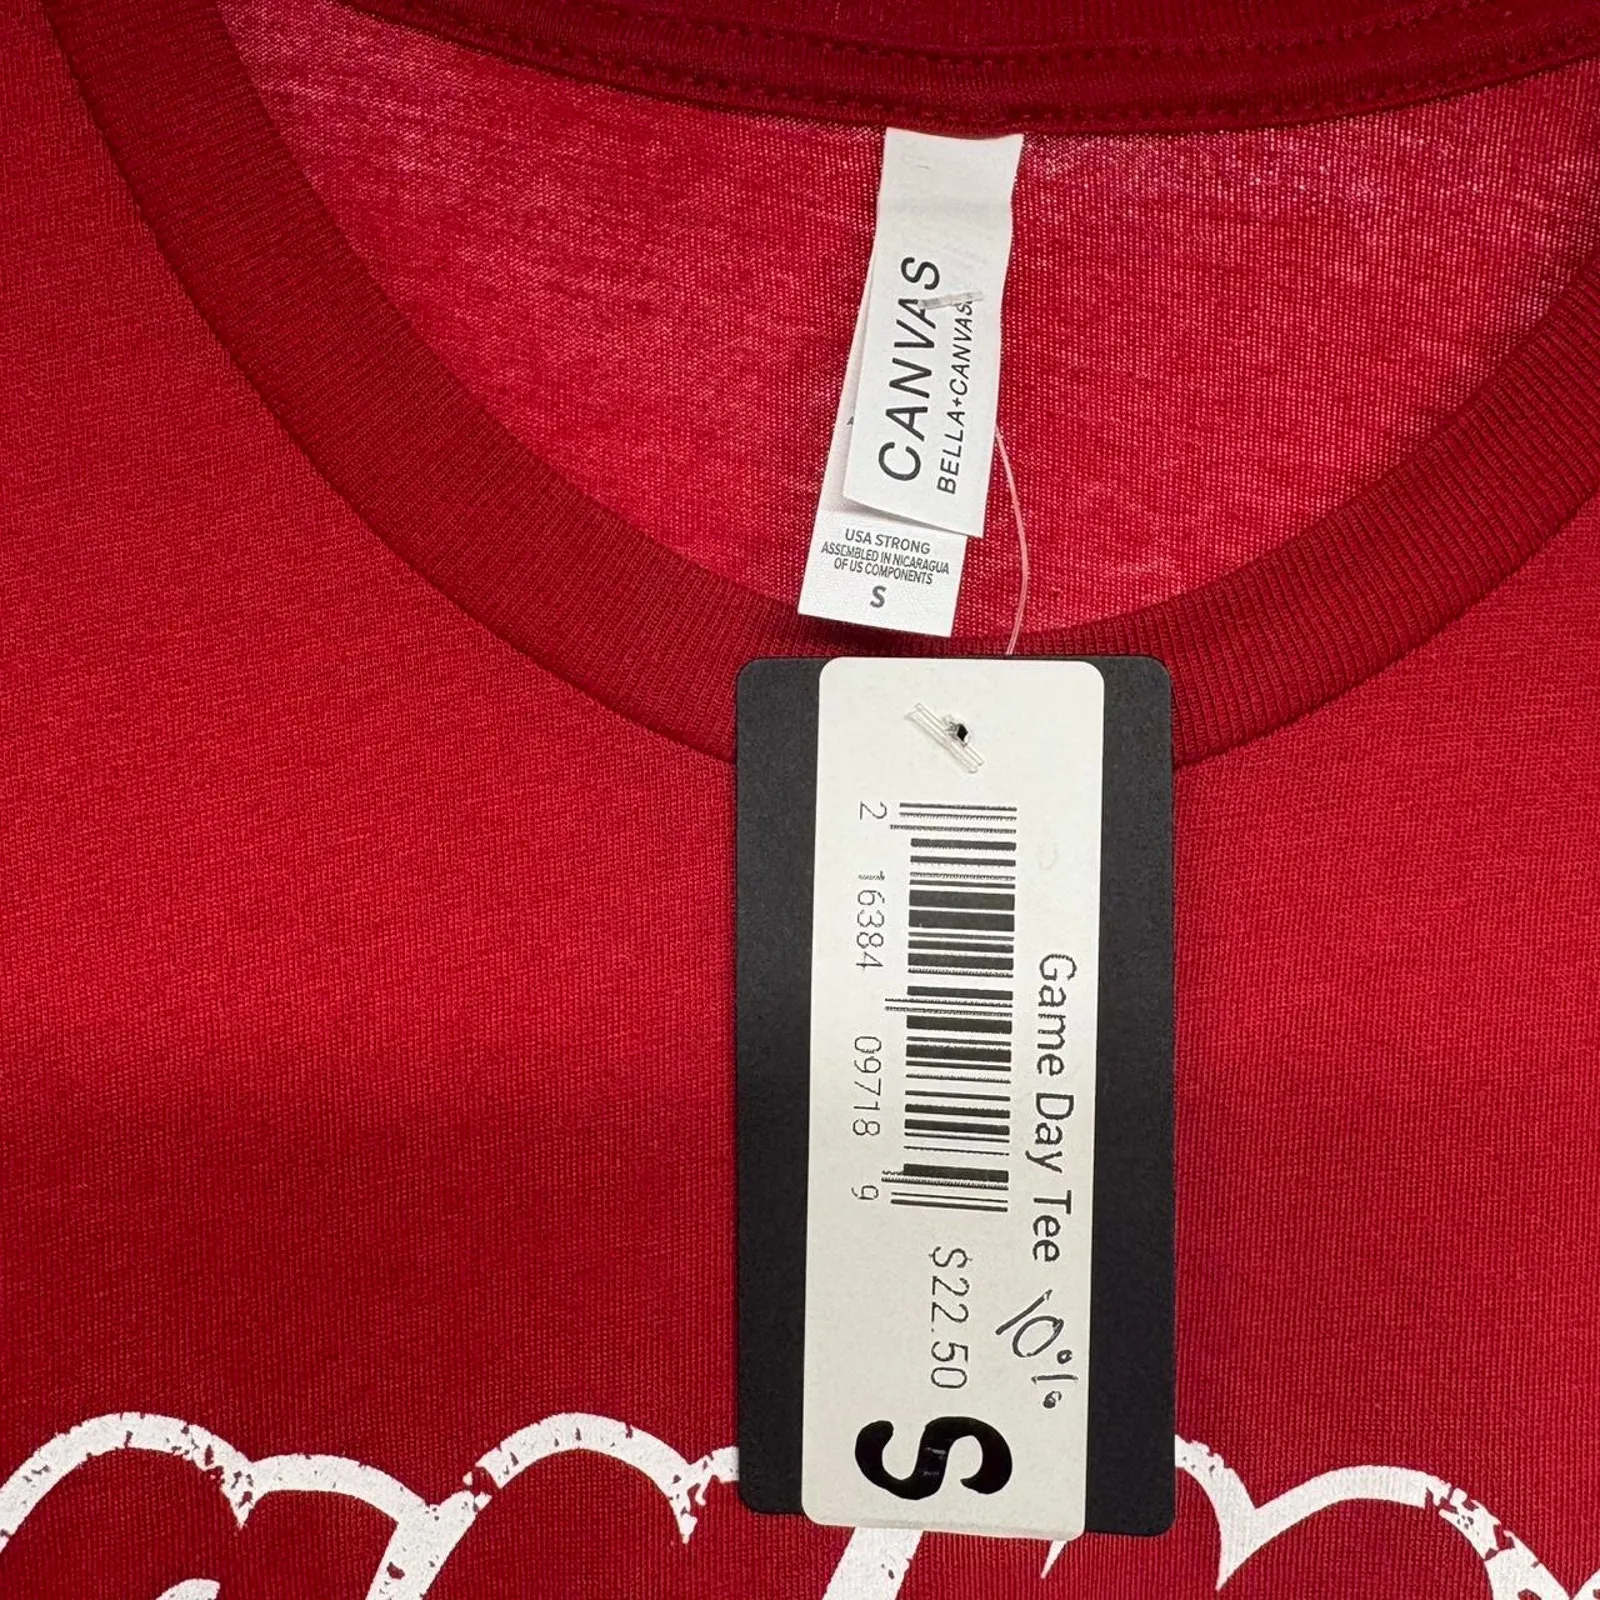 CANVAS
BELLA+CANVAS
USA STRONG
ASSEMBLED IN NICARAGUA
OF US COMPONENTS
S
Game Day Tee 10%
2 16384 09718 9
$22.50
S